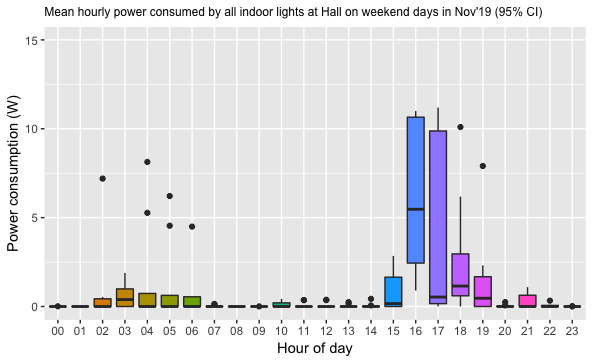 Mean hourly power consumed by all indoor lights at Hall on weekend days in Nov'19 (95% CI)
15
10
5
0
Power consumption (W)
00 01 02 03 04 05 06 07 08 09 10 11 12 13 14 15 16 17 18 19 20 21 22 23
Hour of day